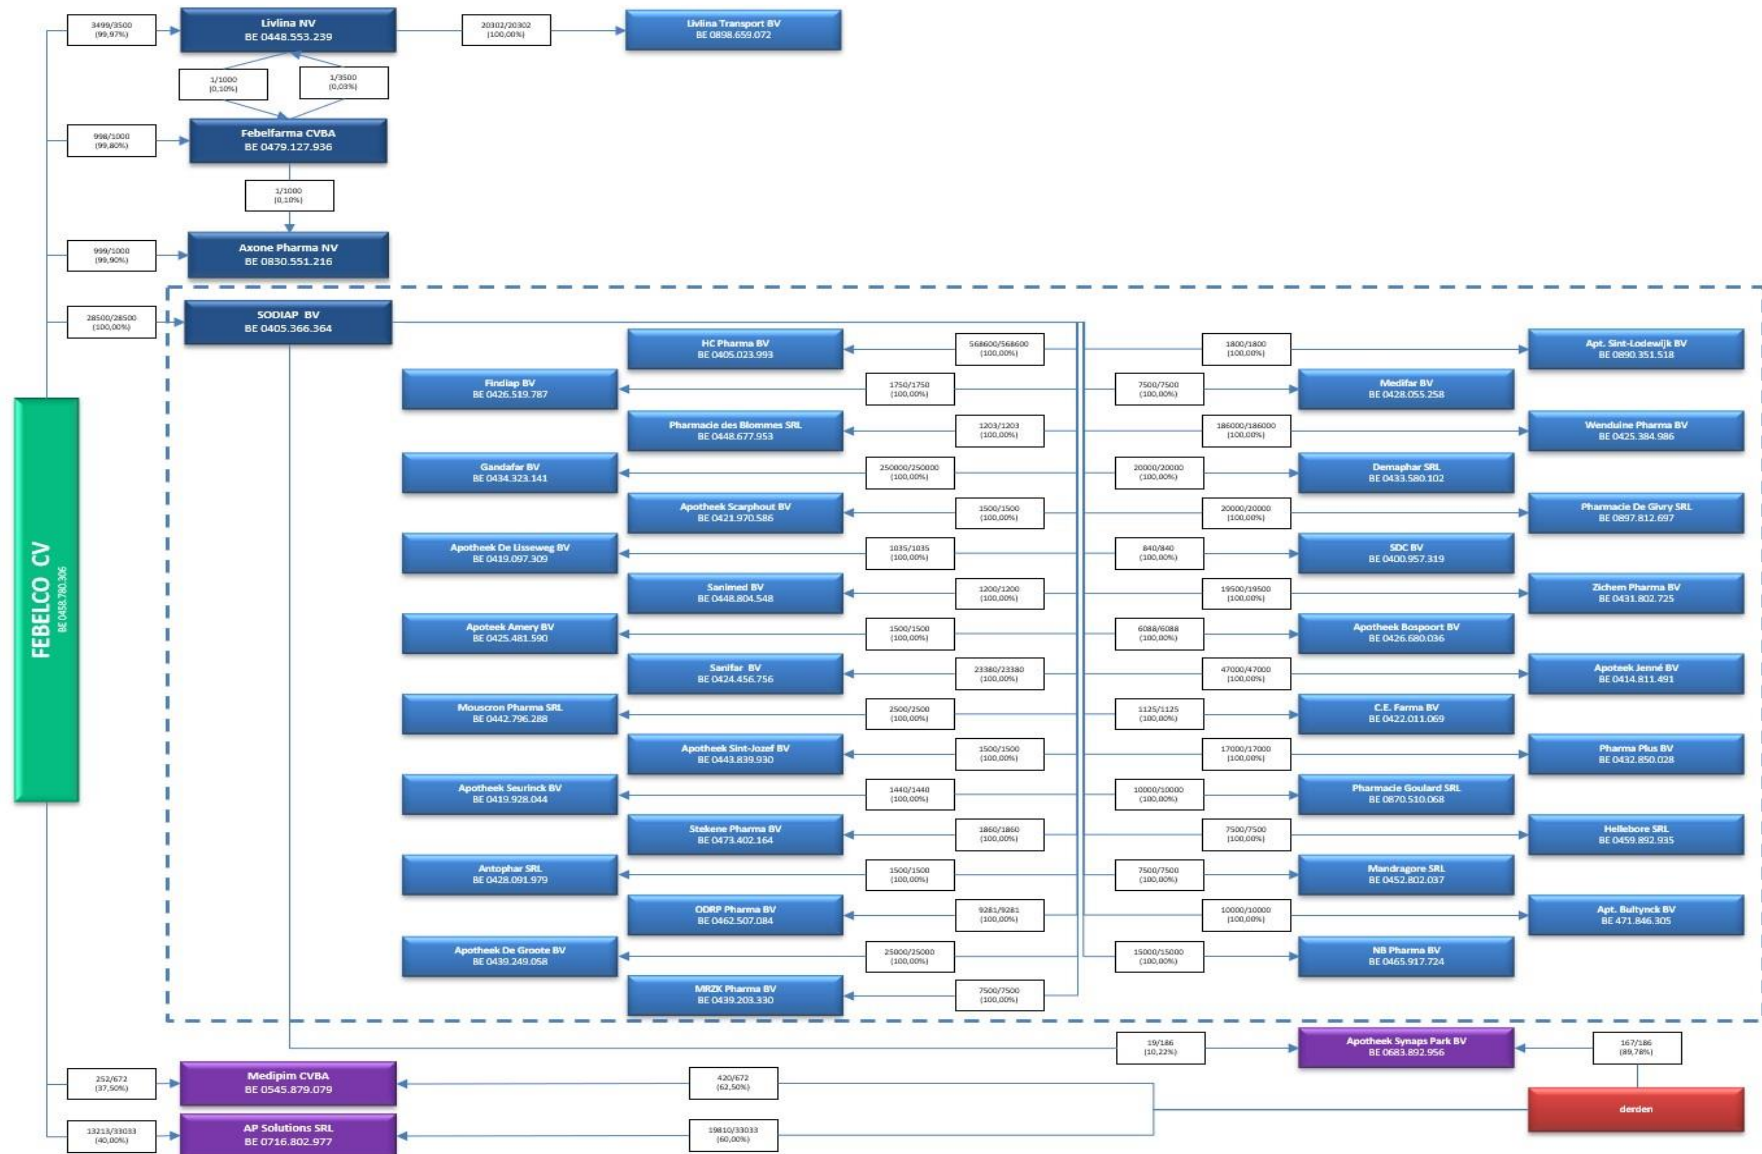 3499/3500
(99,97%)
Livlina NV
BE 0448.553.239
20302/20302
(100,00%)
Livlina Transport BV
BE 0898.659.072
1/1000
(0,10%)
1/3500
(0,03%)
998/1000
(99,80%)
Febelfarma CVBA
BE 0479.127.936
1/1000
(0,10%)
999/1000
(99,90%)
Axone Pharma NV
BE 0830.551.216
28500/28500
(100,00%)
SODIAP BV
BE 0405.366.364
FEBELCO CV
BE 0458.780.306
HC Pharma BV
BE 0405.023.993
568600/568600
(100,00%)
1800/1800
(100,00%)
Apt. Sint-Lodewijk BV
BE 0890.351.518
Findiap BV
BE 0426.519.787
1750/1750
(100,00%)
7500/7500
(100,00%)
Medifar BV
BE 0428.055.258
Pharmacie des Blommes SRL
BE 0448.677.953
1203/1203
(100,00%)
186000/186000
(100,00%)
Wenduine Pharma BV
BE 0425.384.986
Gandafar BV
BE 0434.323.141
250000/250000
(100,00%)
20000/20000
(100,00%)
Demaphar SRL
BE 0433.580.102
Apotheek Scarphout BV
BE 0421.970.586
1500/1500
(100,00%)
20000/20000
(100,00%)
Pharmacie De Givry SRL
BE 0897.812.697
Apotheek De Lisseweg BV
BE 0419.097.309
1035/1035
(100,00%)
840/840
(100,00%)
SDC BV
BE 0400.957.319
Sanimed BV
BE 0448.804.548
1200/1200
(100,00%)
19500/19500
(100,00%)
Zichem Pharma BV
BE 0431.802.725
Apoteek Amery BV
BE 0425.481.590
1500/1500
(100,00%)
6088/6088
(100,00%)
Apotheek Bospoort BV
BE 0426.680.036
Sanifar BV
BE 0424.456.756
23380/23380
(100,00%)
47000/47000
(100,00%)
Apoteek Jenné BV
BE 0414.811.491
Mouscron Pharma SRL
BE 0442.796.288
2500/2500
(100,00%)
1125/1125
(100,00%)
C.E. Farma BV
BE 0422.011.069
Apotheek Sint-Jozef BV
BE 0443.839.930
1500/1500
(100,00%)
17000/17000
(100,00%)
Pharma Plus BV
BE 0432.850.028
Apotheek Seurinck BV
BE 0419.928.044
1440/1440
(100,00%)
10000/10000
(100,00%)
Pharmacie Goulard SRL
BE 0870.510.068
Stekene Pharma BV
BE 0473.402.164
1860/1860
(100,00%)
7500/7500
(100,00%)
Hellebore SRL
BE 0459.892.935
Antophar SRL
BE 0428.091.979
1500/1500
(100,00%)
7500/7500
(100,00%)
Mandragore SRL
BE 0452.802.037
ODRP Pharma BV
BE 0462.507.084
9281/9281
(100,00%)
10000/10000
(100,00%)
Apt. Bultynck BV
BE 471.846.305
Apotheek De Groote BV
BE 0439.249.058
25000/25000
(100,00%)
15000/15000
(100,00%)
NB Pharma BV
BE 0465.917.724
MRZK Pharma BV
BE 0439.203.330
7500/7500
(100,00%)
19/186
(10,22%)
Apotheek Synaps Park BV
BE 0683.892.956
167/186
(89,78%)
252/672
(37,50%)
Medipim CVBA
BE 0545.879.079
420/672
(62,50%)
derden
13213/33033
(40,00%)
AP Solutions SRL
BE 0716.802.977
19810/33033
(60,00%)